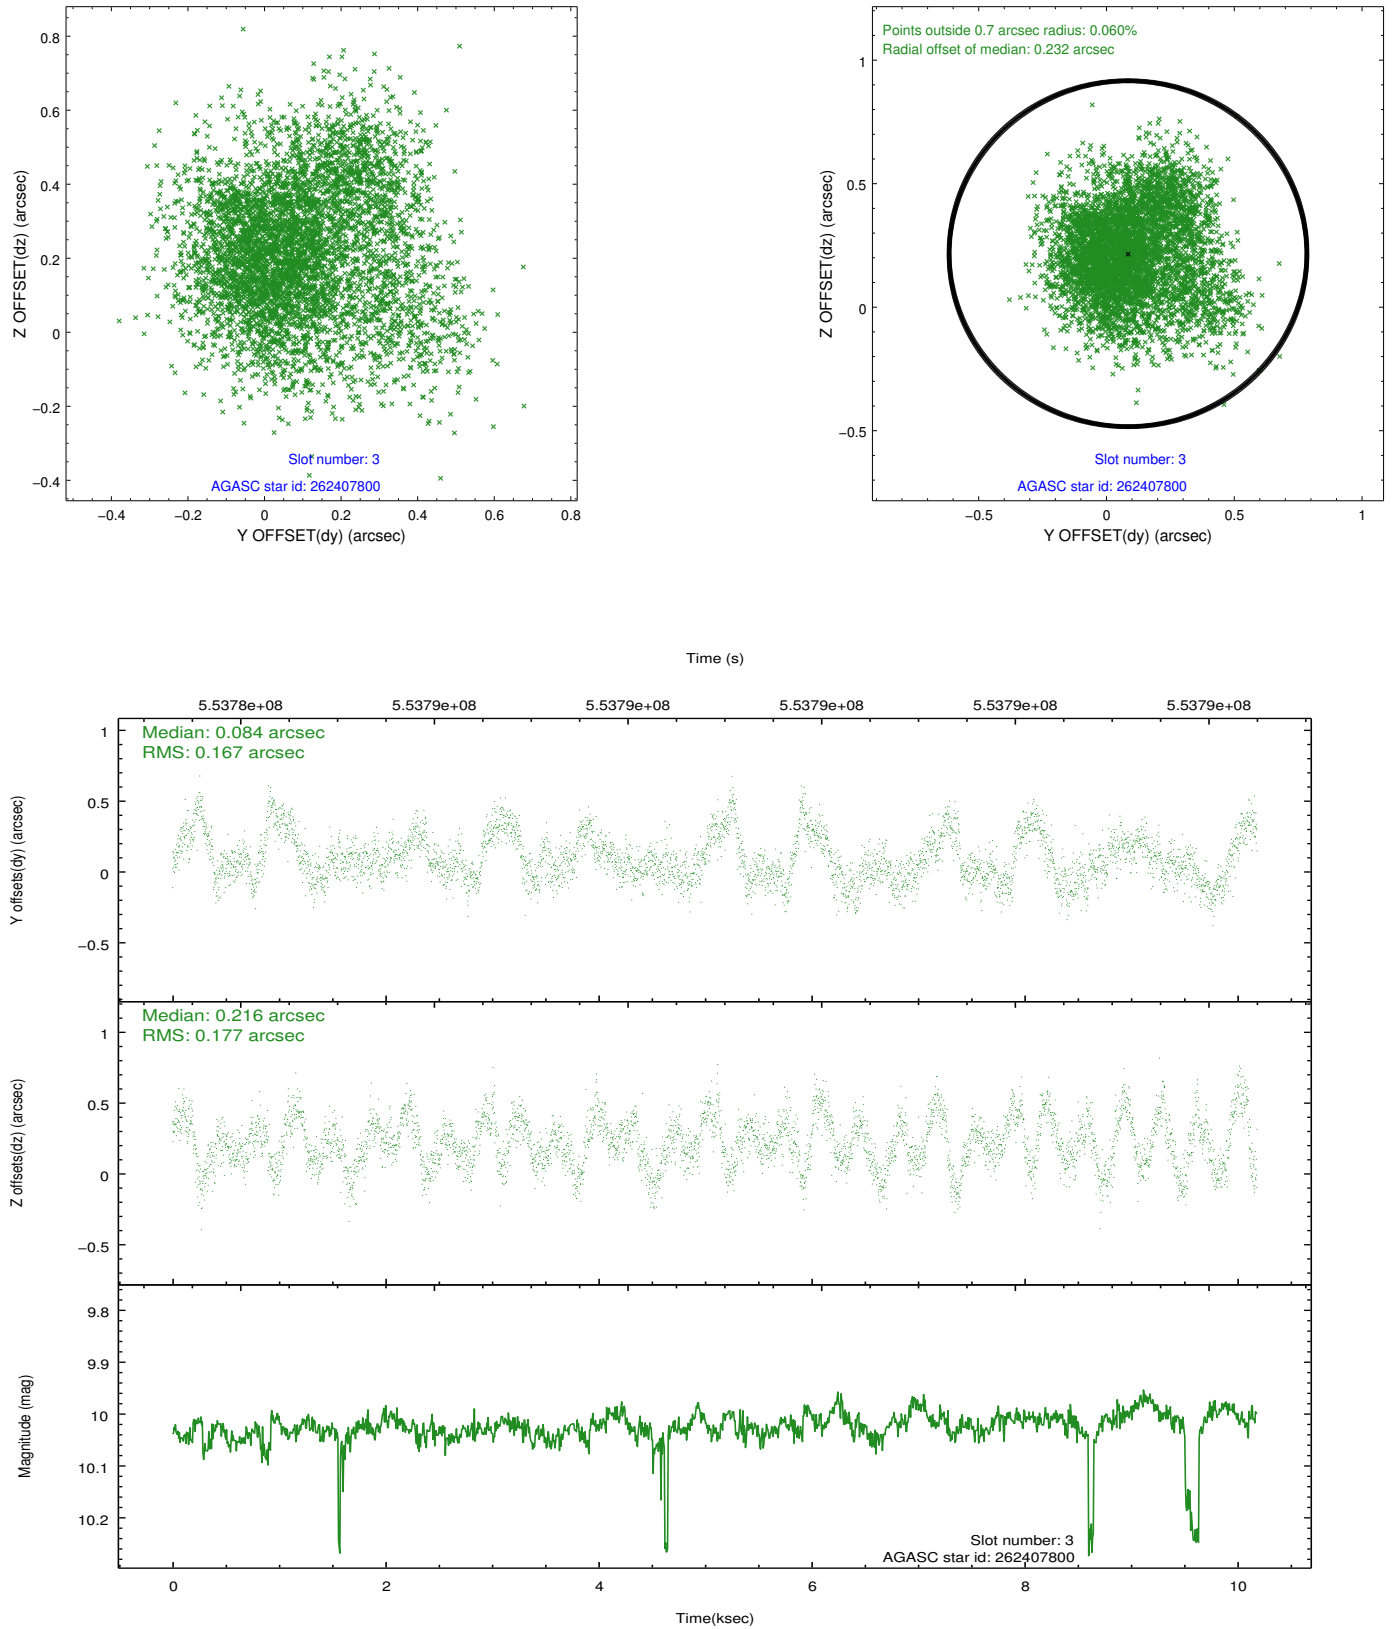 0.8
0.6
0.4
0.2
0
−0.2
−0.4
Z OFFSET(dz) (arcsec)
Slot number: 3
AGASC star id: 262407800
−0.4 −0.2 0 0.2 0.4 0.6 0.8
Y OFFSET(dy) (arcsec)
Points outside 0.7 arcsec radius: 0.060%
Radial offset of median: 0.232 arcsec
1
0.5
0
−0.5
Z OFFSET(dz) (arcsec)
Slot number: 3
AGASC star id: 262407800
−0.5 0 0.5 1
Y OFFSET(dy) (arcsec)
Time (s)
5.5378e+08 5.5379e+08 5.5379e+08 5.5379e+08 5.5379e+08 5.5379e+08
Median: 0.084 arcsec
RMS: 0.167 arcsec
1
0.5
0
−0.5
Y offsets(dy) (arcsec)
Median: 0.216 arcsec
RMS: 0.177 arcsec
1
0.5
0
−0.5
Z offsets(dz) (arcsec)
9.8
9.9
10
10.1
10.2
Magnitude (mag)
Slot number: 3
AGASC star id: 262407800
0 2 4 6 8 10
Time(ksec)